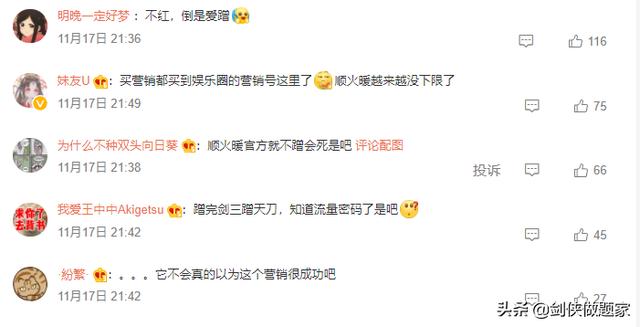 明晚一定好梦：不红，倒是爱蹭
11月17日 21:36
116
妹友U：买营销都买到娱乐圈的营销号这里了 顺火暖越来越没下限了
11月17日 21:49
75
为什么不种双头向日葵：顺火暖官方就不蹭会死是吧 评论配图
11月17日 21:38
投诉
66
我爱王中中Akigetsu：蹭完剑三蹭天刀，知道流量密码了是吧
11月17日 21:42
45
·紛繁·：。。。它不会真的以为这个营销很成功吧
11月17日 21:42
27
头条@剑侠做题家